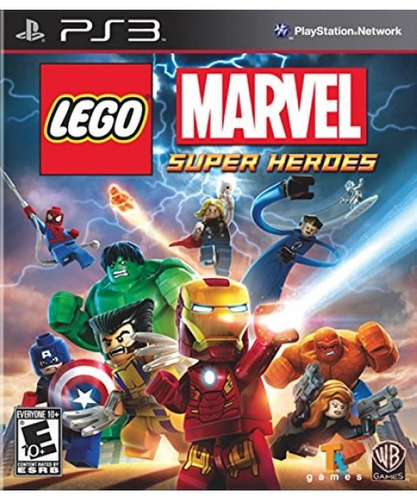 PS3
PlayStation®Network
LEGO
MARVEL
SUPER HEROES
EVERYONE 10+
E
10+
CONTENT RATED BY
ESRB
TT
games
WB
GAMES